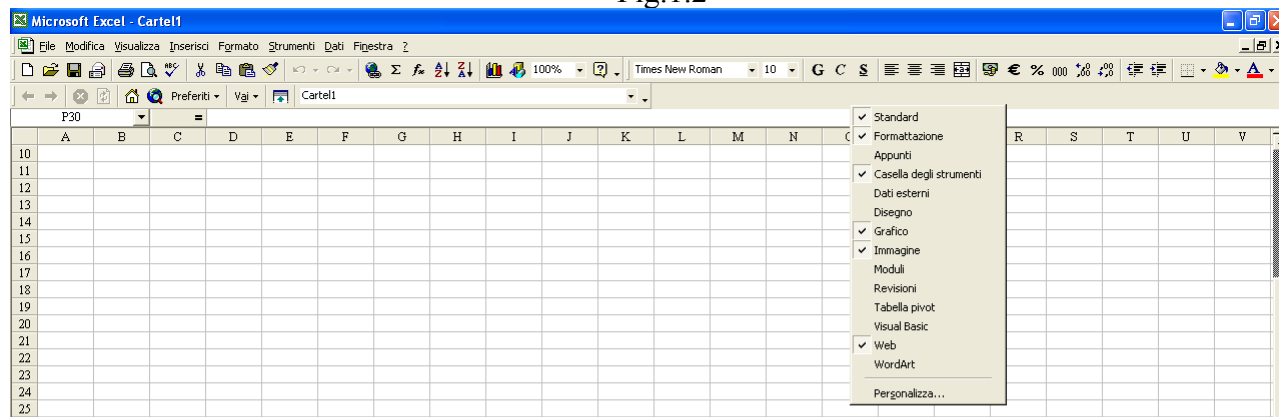 Fig.1.2
Microsoft Excel - Cartel1
File Modifica Visualizza Inserisci Formato Strumenti Dati Finestra ?
100% Times New Roman 10 G C S € % 000
Preferiti Vai Cartel1
P30 =
A B C D E F G H I J K L M N R S T U V
10
11
12
13
14
15
16
17
18
19
20
21
22
23
24
25
Standard
Formattazione
Appunti
Casella degli strumenti
Dati esterni
Disegno
Grafico
Immagine
Moduli
Revisioni
Tabella pivot
Visual Basic
Web
WordArt
Personalizza...